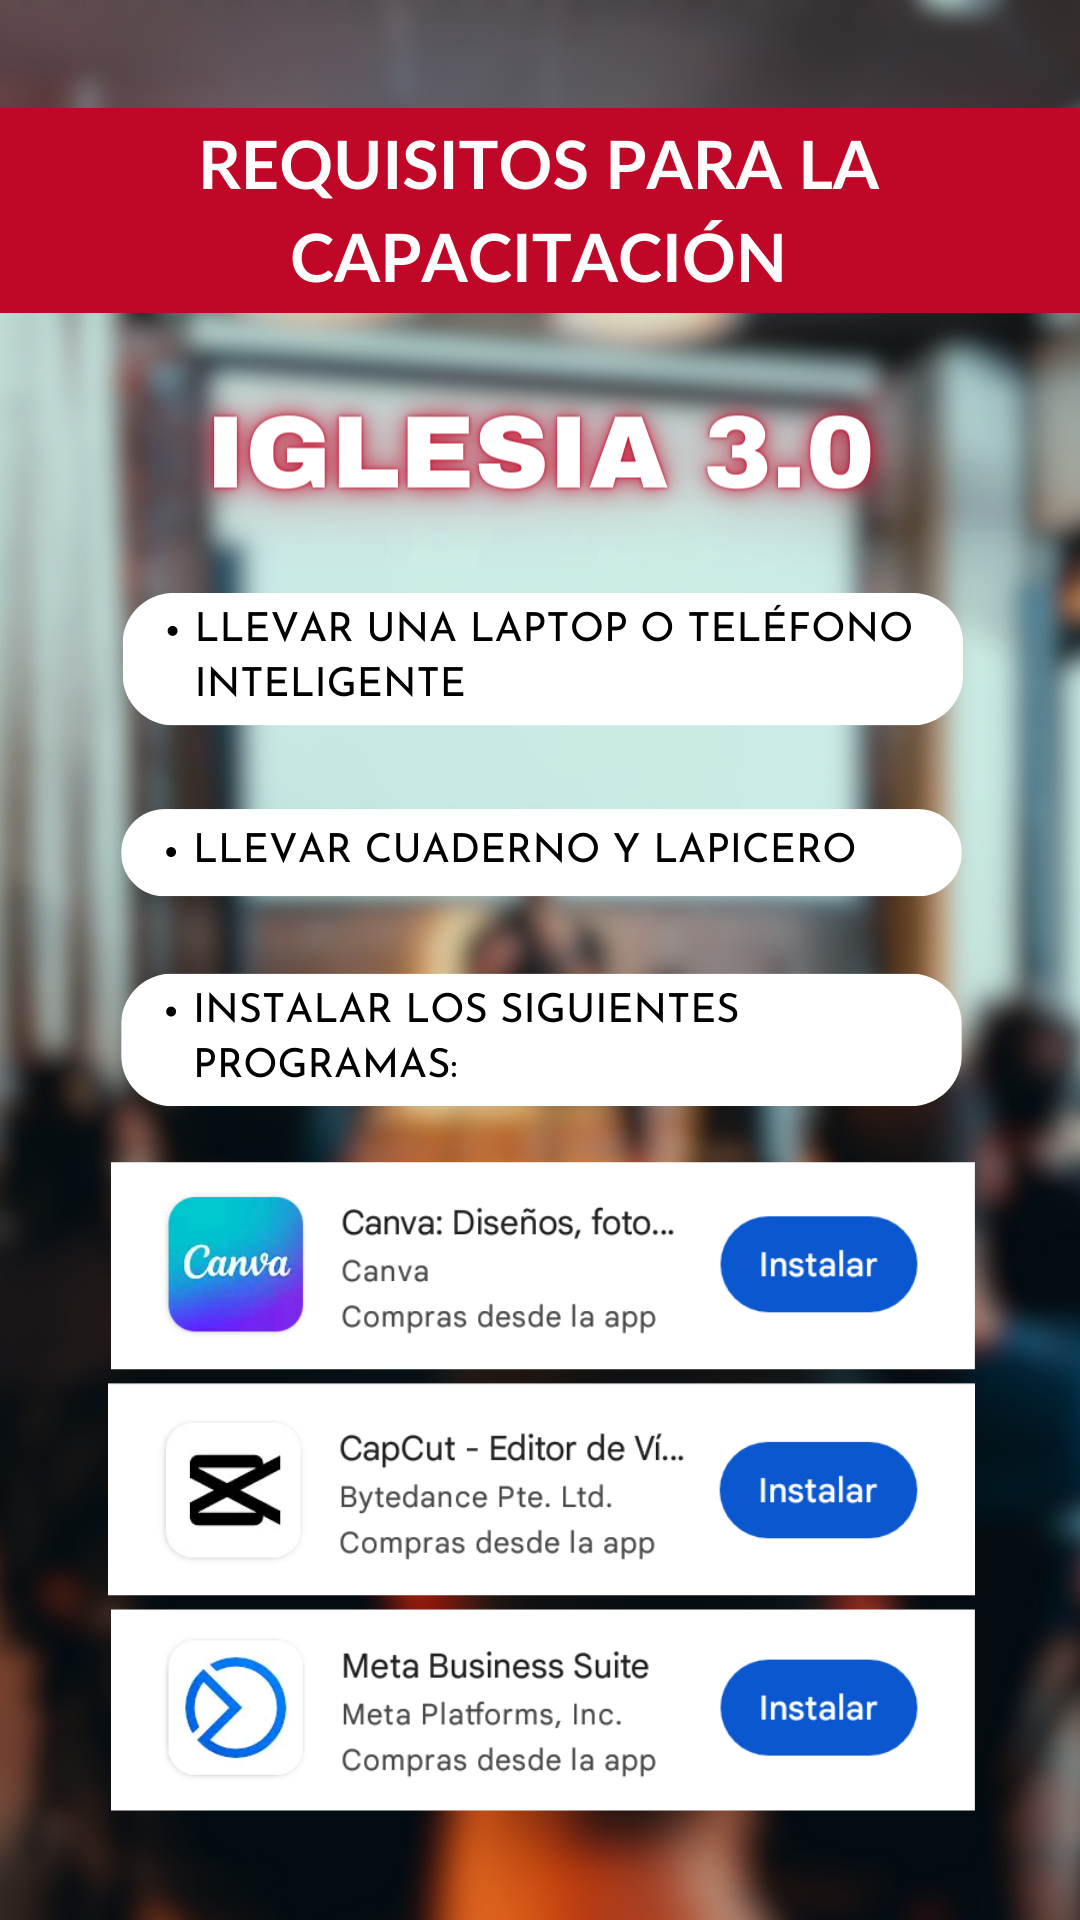 REQUISITOS PARA LA
CAPACITACIÓN
IGLESIA 3.0
• LLEVAR UNA LAPTOP O TELÉFONO
INTELIGENTE
• LLEVAR CUADERNO Y LAPICERO
• INSTALAR LOS SIGUIENTES
PROGRAMAS:
Canva
Canva: Diseños, foto...
Canva
Compras desde la app
Instalar
CapCut - Editor de Ví...
Bytedance Pte. Ltd.
Compras desde la app
Instalar
Meta Business Suite
Meta Platforms, Inc.
Compras desde la app
Instalar